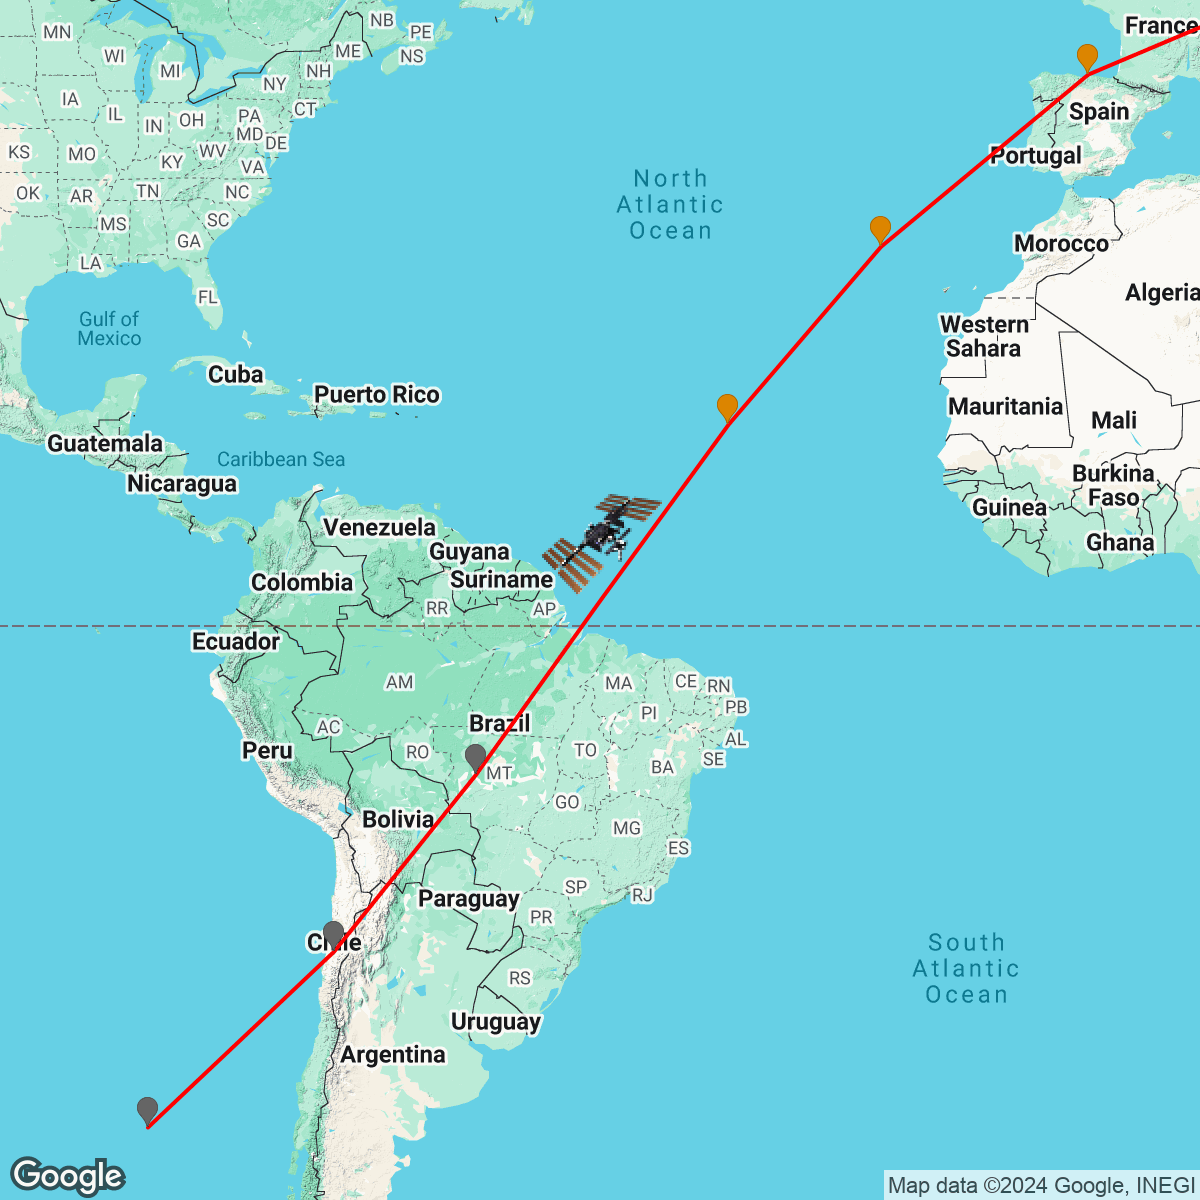 NB
PE
France
MN
ME
NS
WI
MI
NH
NY
IA
IL
OH
PA
CT
Spain
IN
MD
DE
KS
MO
WV
KY
VA
Portugal
OK
AR
TN
NC
North
Atlantic
Ocean
MS
SC
GA
Morocco
LA
FL
Algeria
Gulf of
Mexico
Western
Sahara
Cuba
Puerto Rico
Mauritania
Mali
Guatemala
Caribbean Sea
Nicaragua
Burkina
Faso
Guinea
Venezuela
Guyana
Ghana
Colombia
Suriname
RR
AP
Ecuador
AM
MA
CE
RN
PB
PI
AC
Brazil
AL
Peru
RO
TO
SE
MT
BA
GO
Bolivia
MG
ES
SP
RJ
Paraguay
PR
Chile
South
Atlantic
Ocean
RS
Uruguay
Argentina
Google
Map data ©2024 Google, INEGI